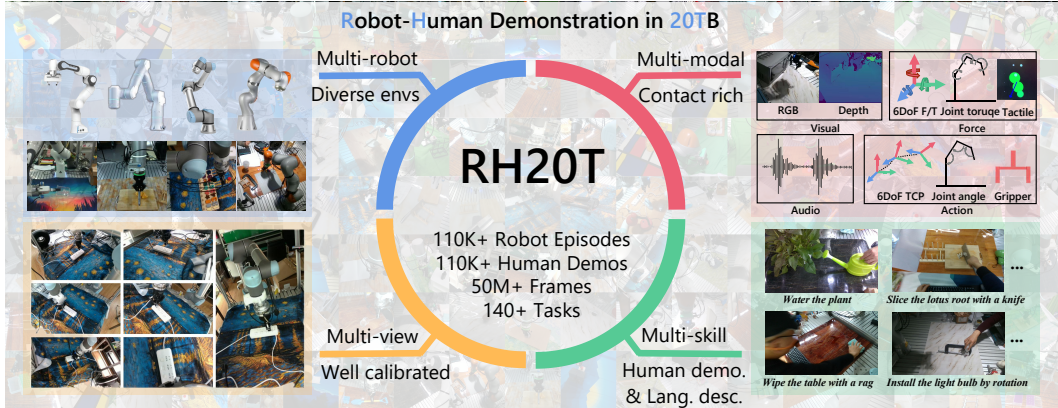 Robot-Human Demonstration in 20TB
Multi-robot
Diverse envs
Multi-modal
Contact rich
RGB
Depth
Visual
6DoF F/T
Joint toruqe
Tactile
Force
Audio
6DoF TCP
Joint angle
Gripper
Action
RH20T
110K+ Robot Episodes
110K+ Human Demos
50M+ Frames
140+ Tasks
Multi-view
Well calibrated
Multi-skill
Human demo.
& Lang. desc.
Water the plant
Slice the lotus root with a knife
...
Wipe the table with a rag
Install the light bulb by rotation
...